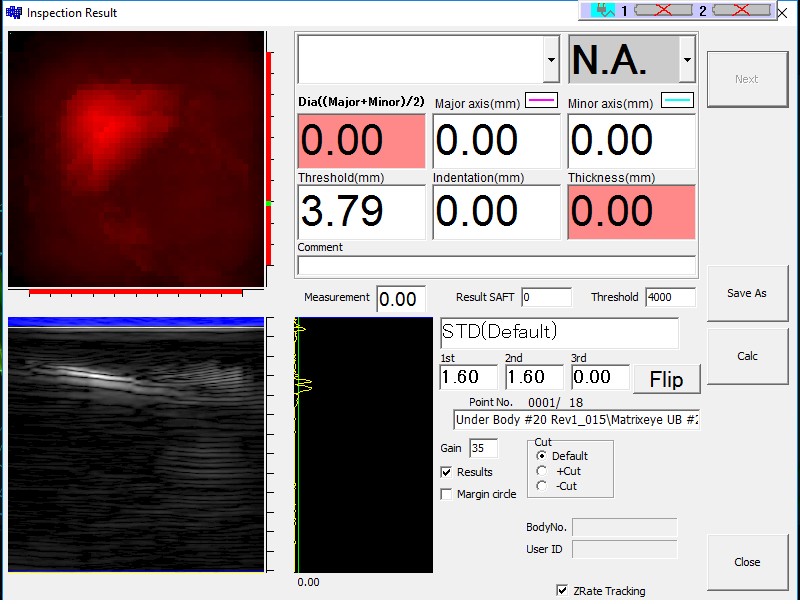 Inspection Result
1 2
N.A.
Next
Dia((Major+Minor)/2) Major axis(mm) Minor axis(mm)
0.00 0.00 0.00
Threshold(mm) Indentation(mm) Thickness(mm)
3.79 0.00 0.00
Comment
Measurement 0.00 Result SAFT 0 Threshold 4000
Save As
STD(Default)
1st 2nd 3rd
1.60 1.60 0.00 Flip
Calc
Point No. 0001/ 18
Under Body #20 Rev1_015\Matrixeye UB #2
Gain 35
Cut
Default
+Cut
-Cut
Results
Margin circle
BodyNo.
User ID
Close
0.00
ZRate Tracking